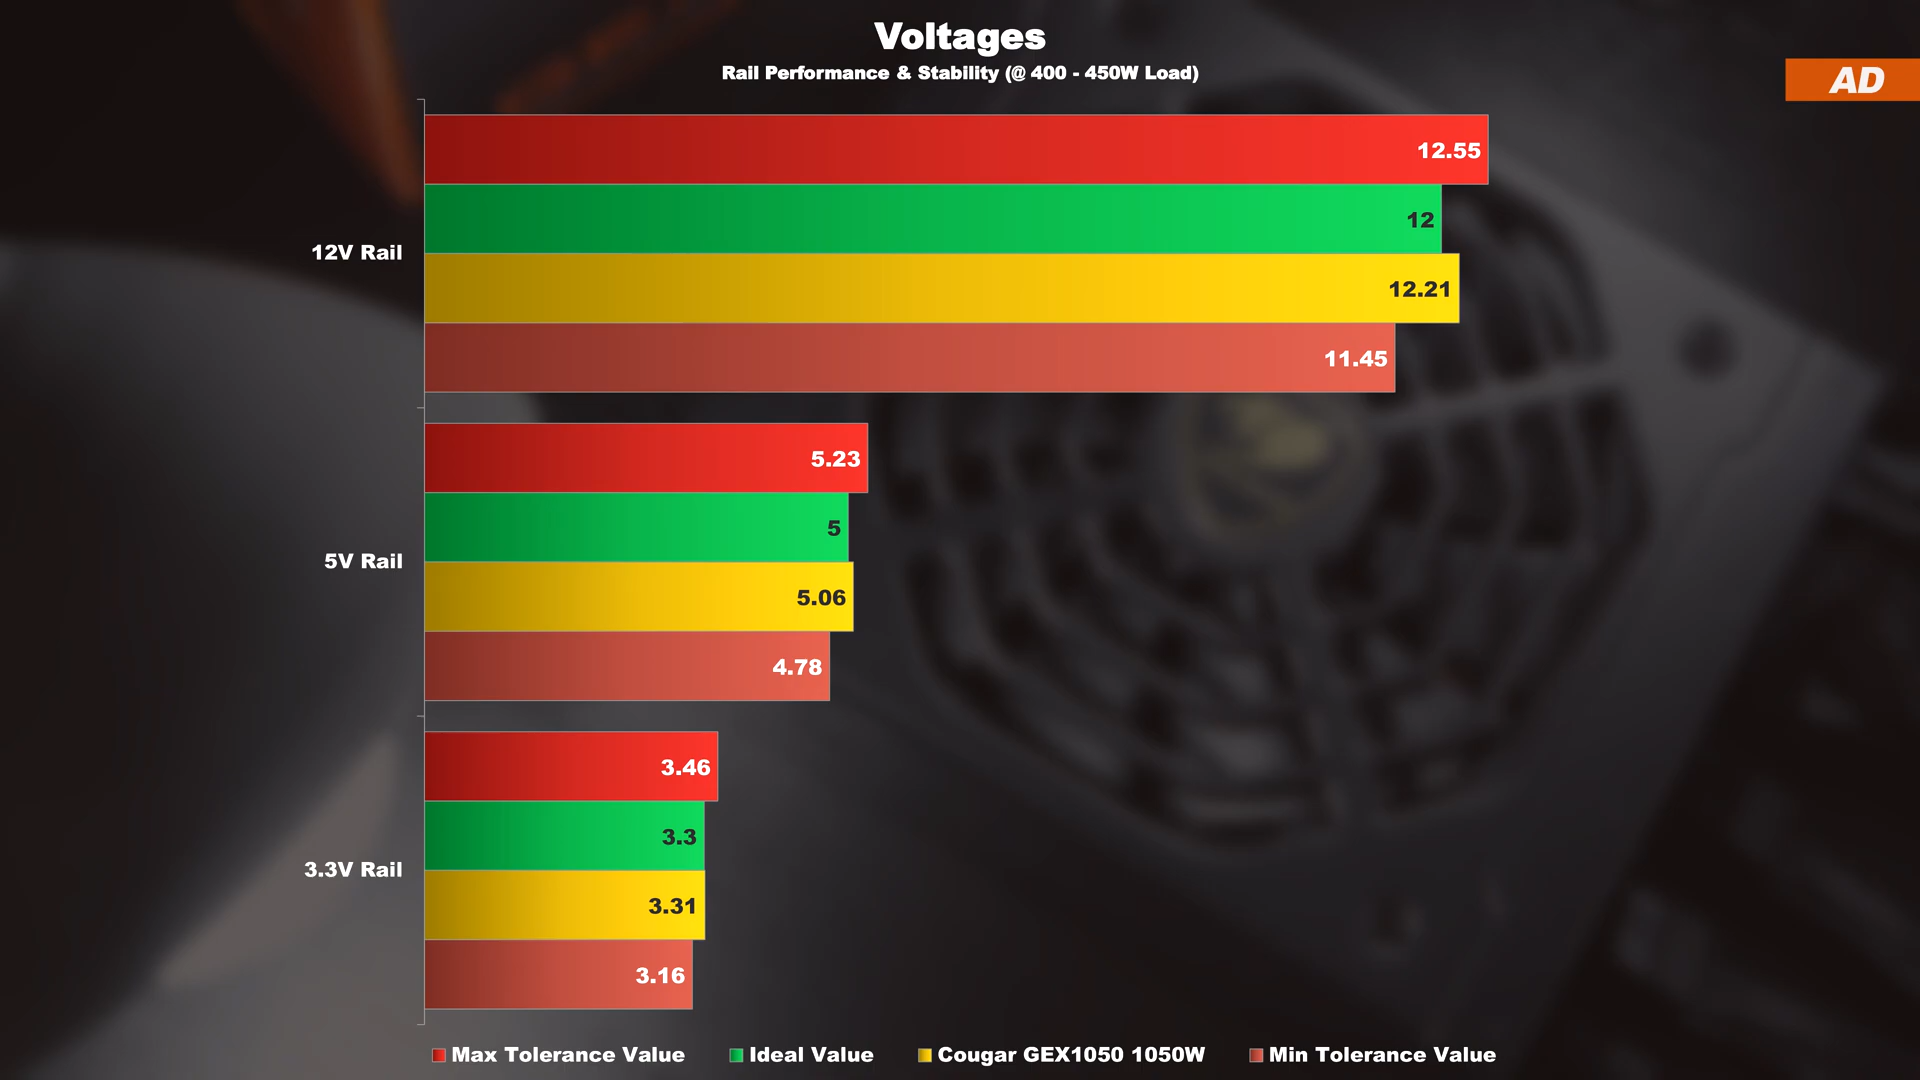 Voltages
Rail Performance & Stability (@ 400 - 450W Load)
AD
12V Rail
12.55
12
12.21
11.45
5V Rail
5.23
5
5.06
4.78
3.3V Rail
3.46
3.3
3.31
3.16
Max Tolerance Value
Ideal Value
Cougar GEX1050 1050W
Min Tolerance Value